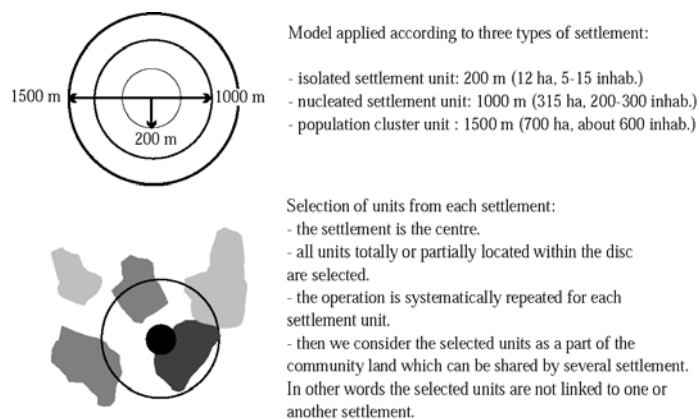 Model applied according to three types of settlement:
- isolated settlement unit: 200 m (12 ha, 5-15 inhab.)
1500 m
1000 m
- nucleated settlement unit: 1000 m (315 ha, 200-300 inhab.)
- population cluster unit : 1500 m (700 ha, about 600 inhab.)
200 m
Selection of units from each settlement:
- the settlement is the centre.
- all units totally or partially located within the disc
are selected.
- the operation is systematically repeated for each
settlement unit.
- then we consider the selected units as a part of the
community land which can be shared by several settlement.
In other words the selected units are not linked to one or
another settlement.